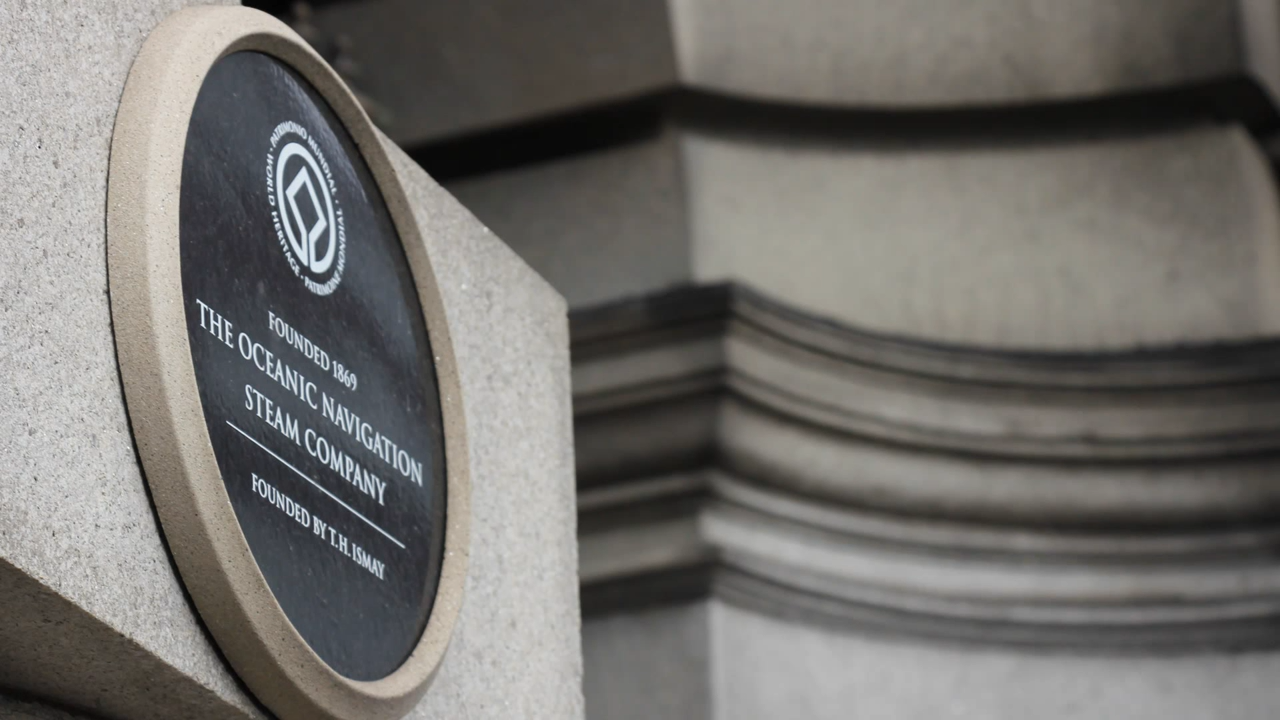 WORLD HERITAGE · PATRIMONIO MUNDIAL · PATRIMOINE MONDIAL ·
FOUNDED 1869
THE OCEANIC NAVIGATION
STEAM COMPANY
FOUNDED BY T.H. ISMAY